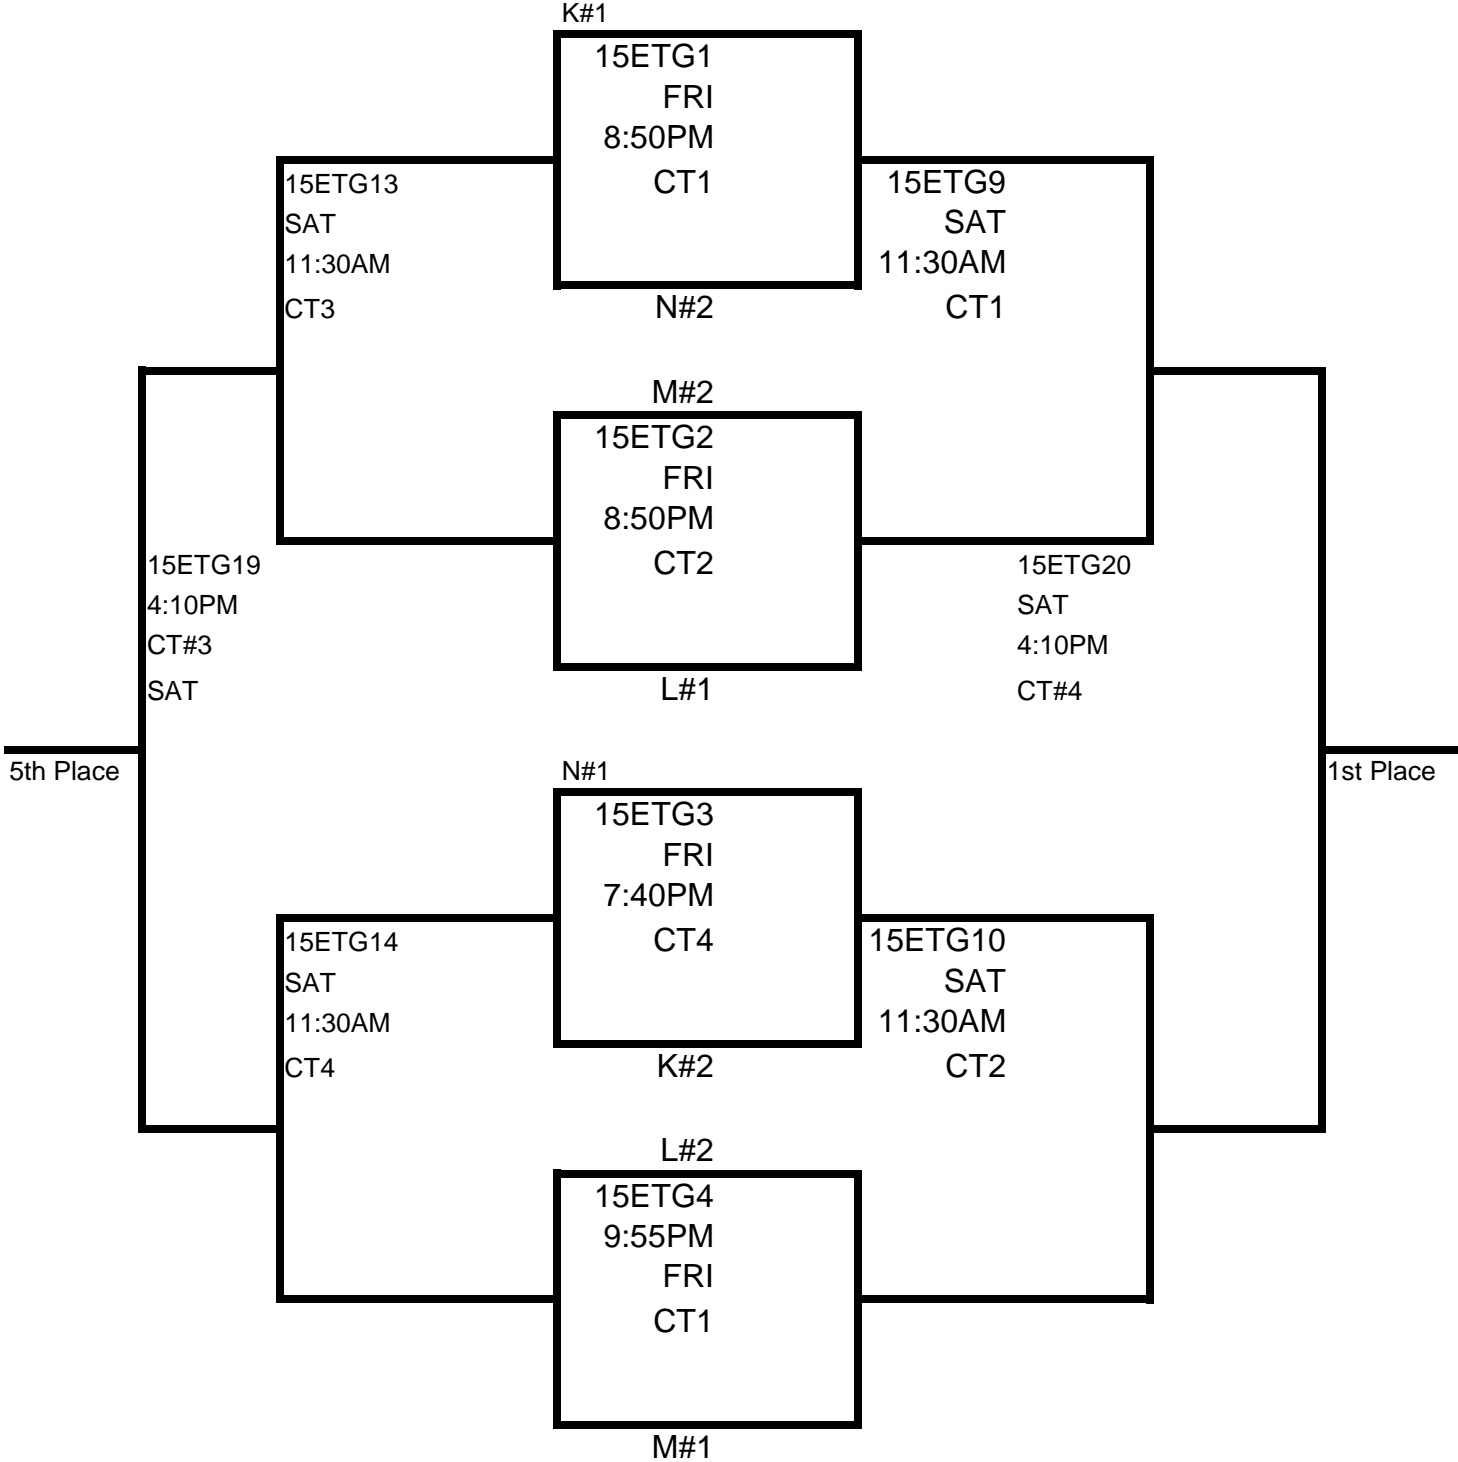 K#1
15ETG1
FRI
8:50PM
CT1
N#2
15ETG13
SAT
11:30AM
CT3
15ETG9
SAT
11:30AM
CT1
M#2
15ETG2
FRI
8:50PM
CT2
L#1
15ETG19
4:10PM
CT#3
SAT
15ETG20
SAT
4:10PM
CT#4
5th Place
1st Place
N#1
15ETG3
FRI
7:40PM
CT4
K#2
15ETG14
SAT
11:30AM
CT4
15ETG10
SAT
11:30AM
CT2
L#2
15ETG4
9:55PM
FRI
CT1
M#1